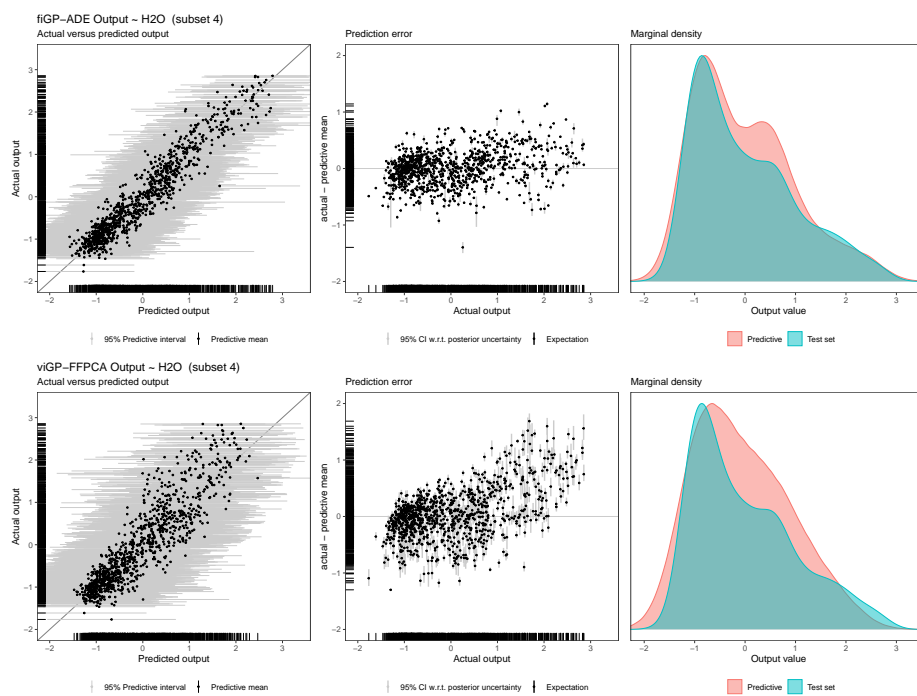 fiGP−ADE Output ~ H2O (subset 4)
Actual versus predicted output
Prediction error
Marginal density
3
2
1
0
−1
−2
Actual output
−2 −1 0 1 2 3
Predicted output
95% Predictive interval Predictive mean
2
1
0
−1
−2
actual − predictive mean
−2 −1 0 1 2 3
Actual output
95% CI w.r.t. posterior uncertainty Expectation
−2 −1 0 1 2 3
Output value
Predictive Test set
viGP−FFPCA Output ~ H2O (subset 4)
Actual versus predicted output
Prediction error
Marginal density
3
2
1
0
−1
−2
Actual output
−2 −1 0 1 2 3
Predicted output
95% Predictive interval Predictive mean
2
1
0
−1
−2
actual − predictive mean
−2 −1 0 1 2 3
Actual output
95% CI w.r.t. posterior uncertainty Expectation
−2 −1 0 1 2 3
Output value
Predictive Test set